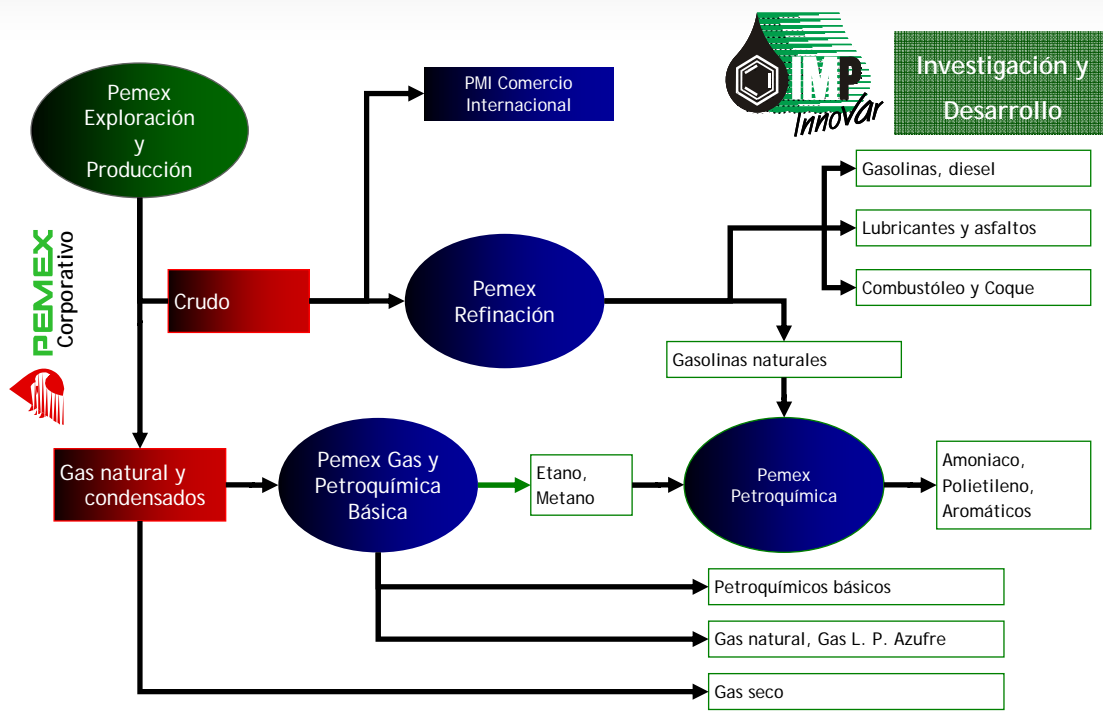 Pemex
Exploración
y
Producción
PMI Comercio
Internacional
IMP
Innovar
Investigación y
Desarrollo
Gasolinas, diesel
Lubricantes y asfaltos
Combustóleo y Coque
PEMEX
Corporativo
Crudo
Pemex
Refinación
Gasolinas naturales
Gas natural y
condensados
Pemex Gas y
Petroquímica
Básica
Etano,
Metano
Pemex
Petroquímica
Amoniaco,
Polietileno,
Aromáticos
Petroquímicos básicos
Gas natural, Gas L. P. Azufre
Gas seco